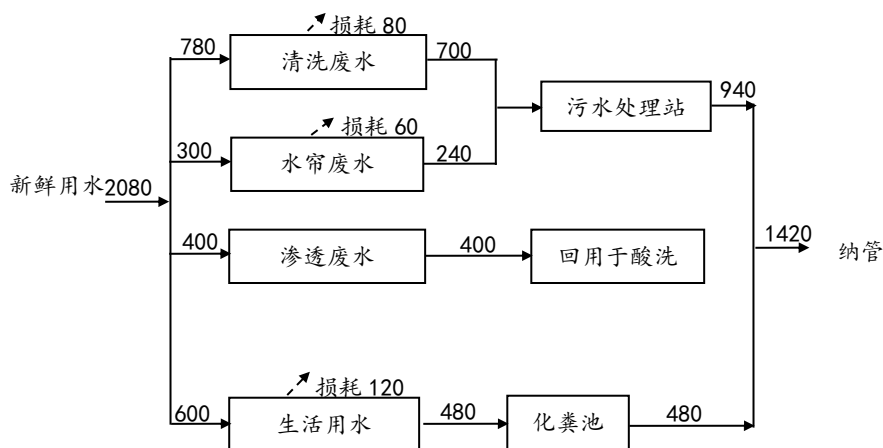 损耗 80
780
清洗废水
700
污水处理站
940
损耗 60
300
水帘废水
240
新鲜用水2080
400
渗透废水
400
回用于酸洗
1420
纳管
损耗 120
600
生活用水
480
化粪池
480